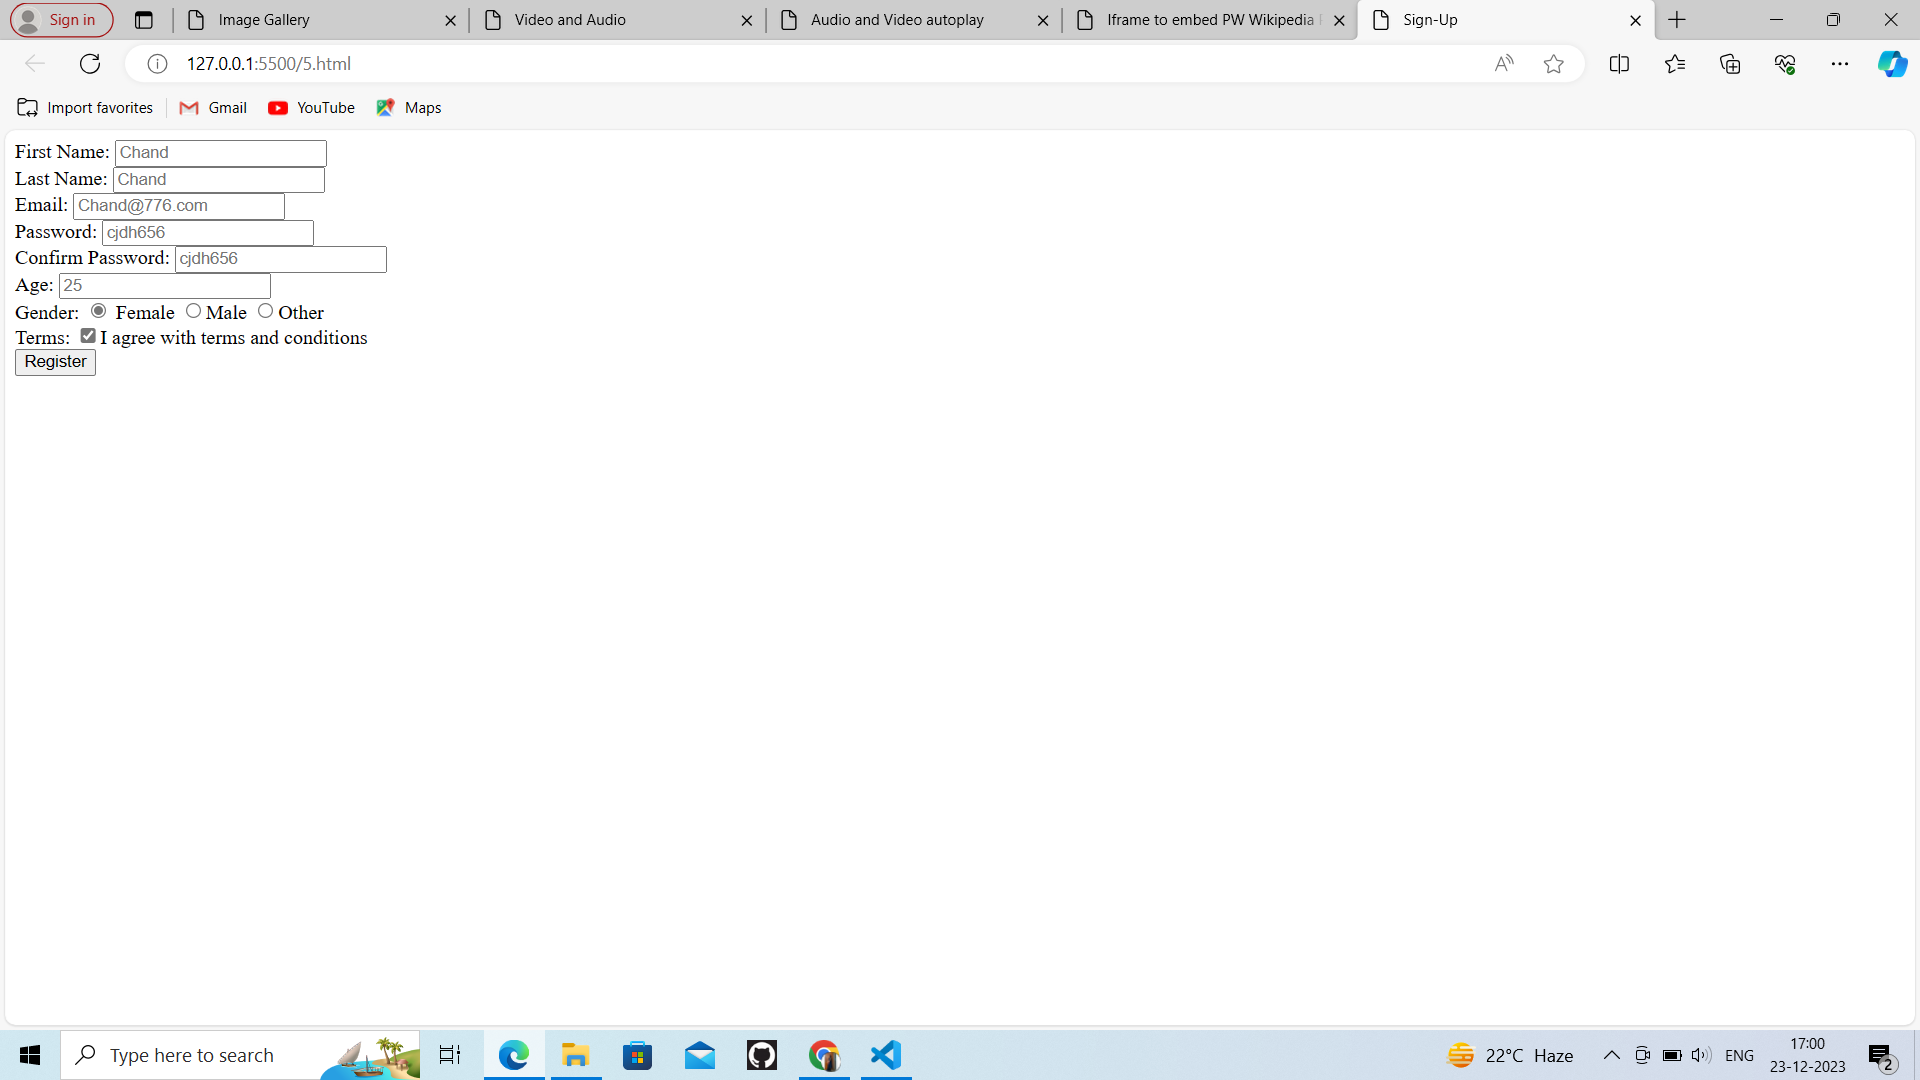 Sign in
Image Gallery
Video and Audio
Audio and Video autoplay
Iframe to embed PW Wikipedia
Sign-Up
127.0.0.1:5500/5.html
Import favorites
Gmail
YouTube
Maps
First Name: Chand
Last Name: Chand
Email: Chand@776.com
Password: cjdh656
Confirm Password: cjdh656
Age: 25
Gender: Female Male Other
Terms: I agree with terms and conditions
Register
Type here to search
22°C Haze
ENG
17:00
23-12-2023
2